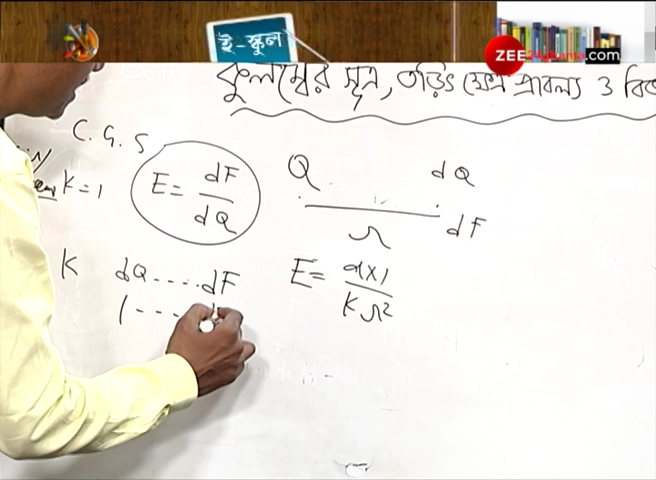 ই-স্কুল
ZEE .com
কুলম্বের সূত্র, তড়িৎ ক্ষেত্র প্রাবল্য ও
C. G. S
K=1
E = dF/dQ
Q dQ
r dF
K dQ....dF
1---
E = Q×1/Kr²